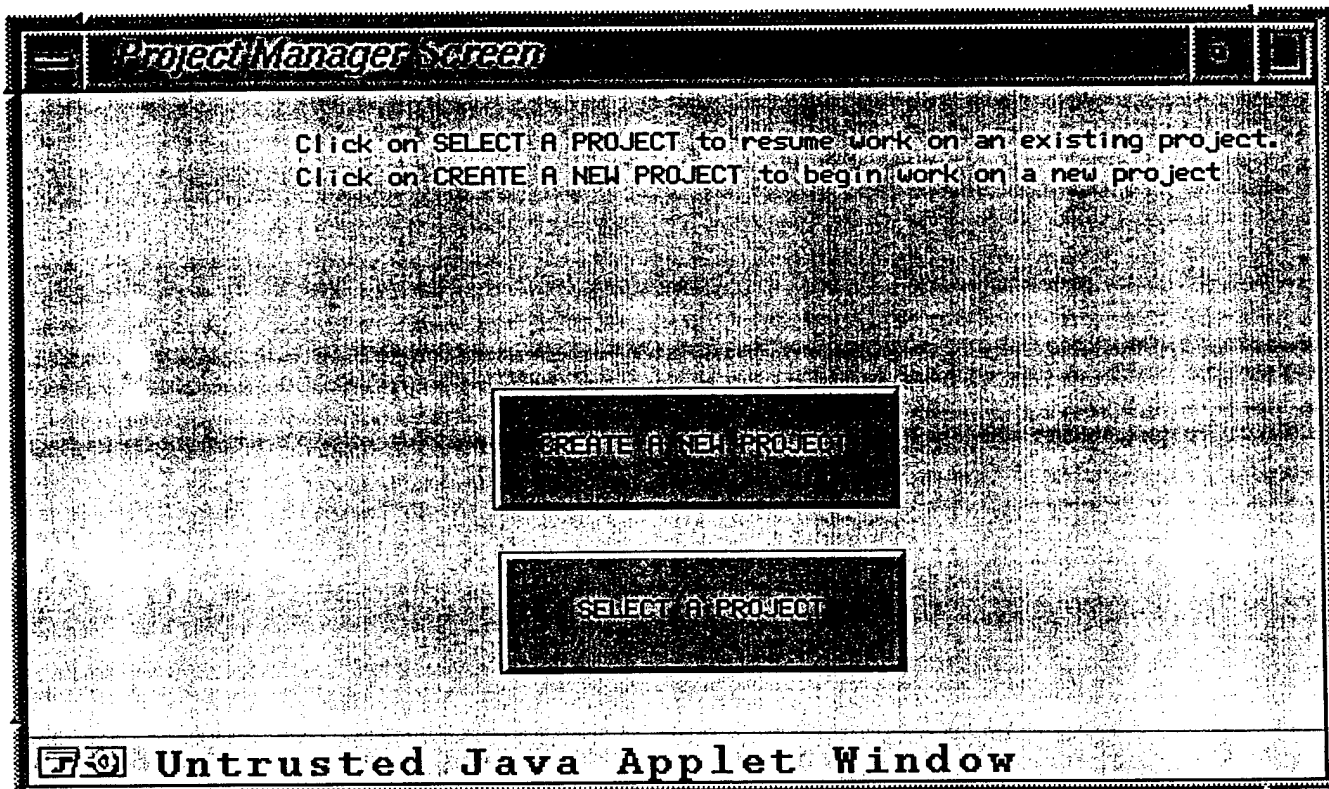 Project Manager Screen
Click on SELECT A PROJECT to resume work on an existing project.
Click on CREATE A NEW PROJECT to begin work on a new project
CREATE A NEW PROJECT
SELECT A PROJECT
Untrusted Java Applet Window